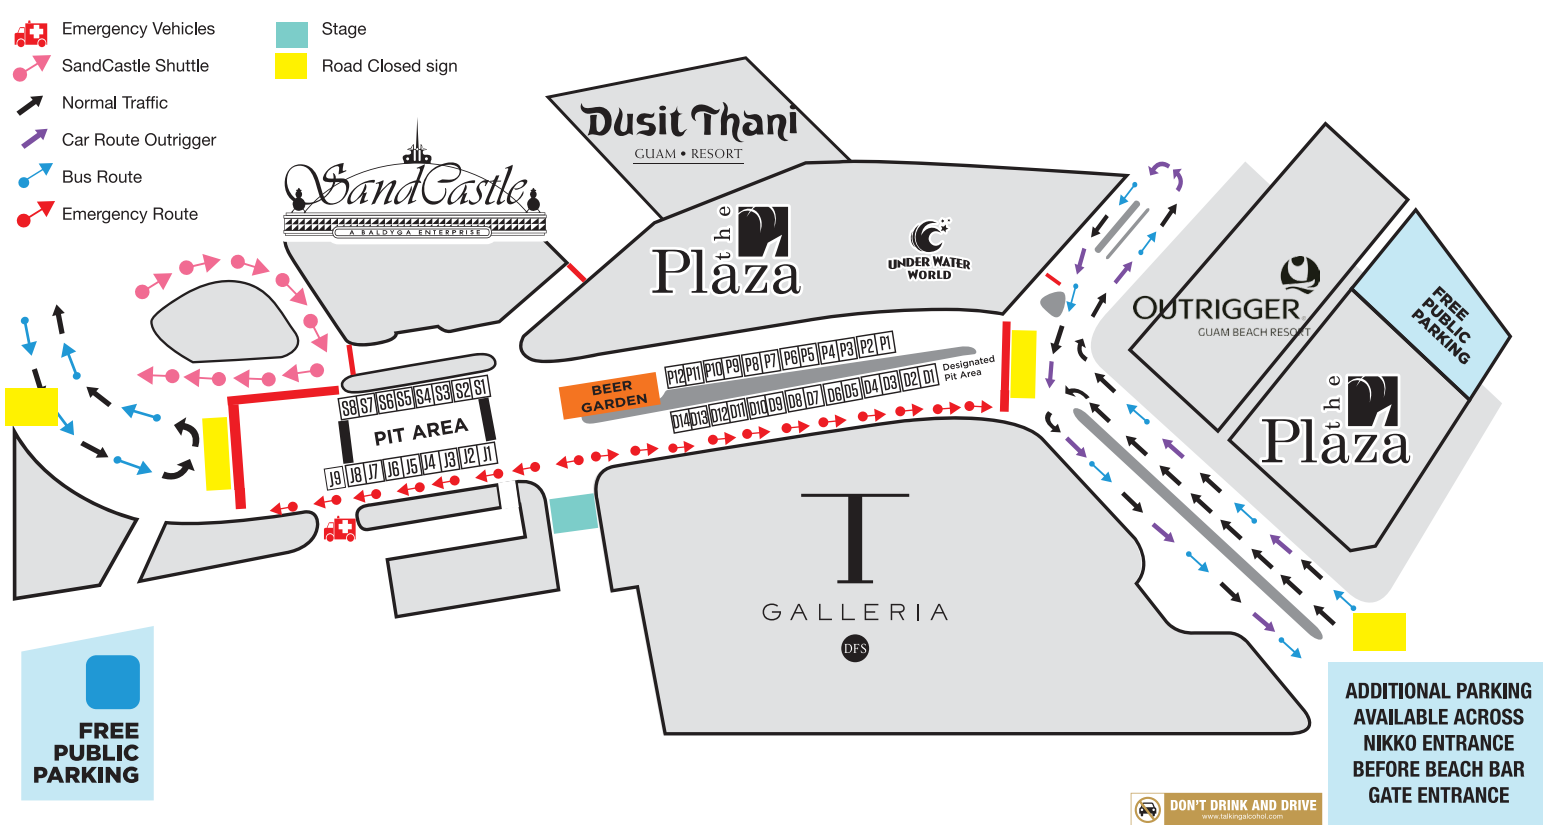 Emergency Vehicles
SandCastle Shuttle
Normal Traffic
Car Route Outrigger
Bus Route
Emergency Route
Stage
Road Closed sign
SandCastle
A BALDYGA ENTERPRISE
Dusit Thani
GUAM • RESORT
the
Plaza
UNDER WATER
WORLD
OUTRIGGER
GUAM BEACH RESORT
FREE
PUBLIC
PARKING
the
Plaza
BEER
GARDEN
P12 P11 P10 P9 P8 P7 P6 P5 P4 P3 P2 P1
Designated
Pit Area
D14 D13 D12 D11 D10 D9 D8 D7 D6 D5 D4 D3 D2 D1
S8 S7 S6 S5 S4 S3 S2 S1
PIT AREA
J9 J8 J7 J6 J5 J4 J3 J2 J1
T
GALLERIA
DFS
FREE
PUBLIC
PARKING
ADDITIONAL PARKING
AVAILABLE ACROSS
NIKKO ENTRANCE
BEFORE BEACH BAR
GATE ENTRANCE
DON'T DRINK AND DRIVE
www.talkingalcohol.com